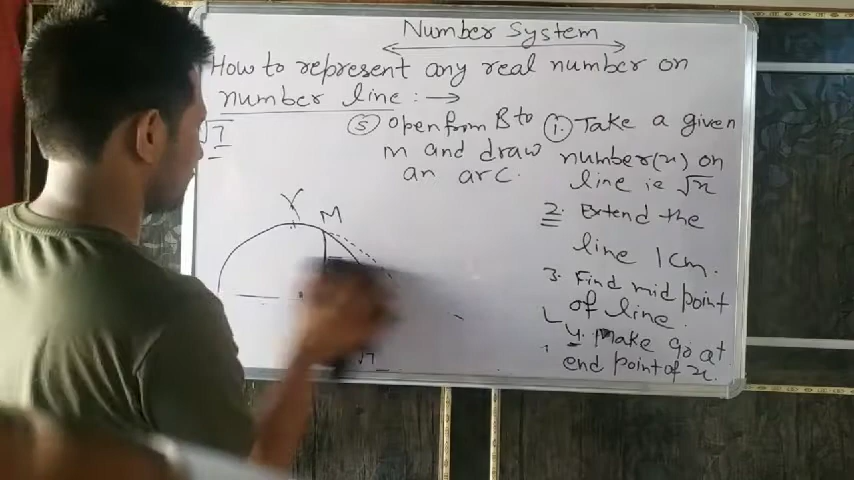 Number System
How to represent any real number on
number line : →
√7
⑤ open from B to
M and draw
an arc.
①. Take a given
number(x) on
line ie √x
2. Extend the
line 1cm.
3. Find mid point
of line.
4. Make 90 at
end point of x.
M
√7